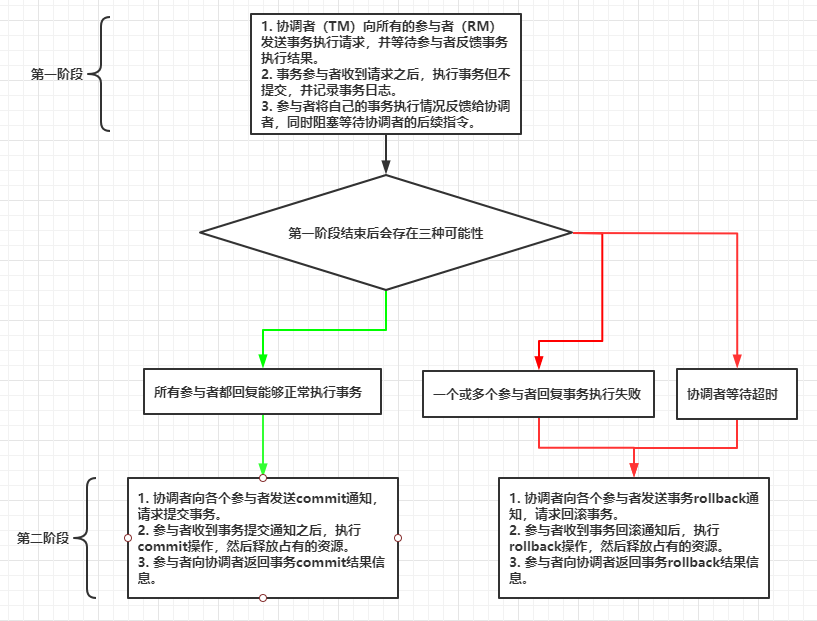 1. 协调者（TM）向所有的参与者（RM）
发送事务执行请求，并等待参与者反馈事务
执行结果。
2. 事务参与者收到请求之后，执行事务但不
提交，并记录事务日志。
3. 参与者将自己的事务执行情况反馈给协调
者，同时阻塞等待协调者的后续指令。
第一阶段
第一阶段结束后会存在三种可能性
所有参与者都回复能够正常执行事务
一个或多个参与者回复事务执行失败
协调者等待超时
第二阶段
1. 协调者向各个参与者发送commit通知，
请求提交事务。
2. 参与者收到事务提交通知之后，执行
commit操作，然后释放占有的资源。
3. 参与者向协调者返回事务commit结果信
息。
1. 协调者向各个参与者发送事务rollback通
知，请求回滚事务。
2. 参与者收到事务回滚通知后，执行
rollback操作，然后释放占有的资源。
3. 参与者向协调者返回事务rollback结果信
息。